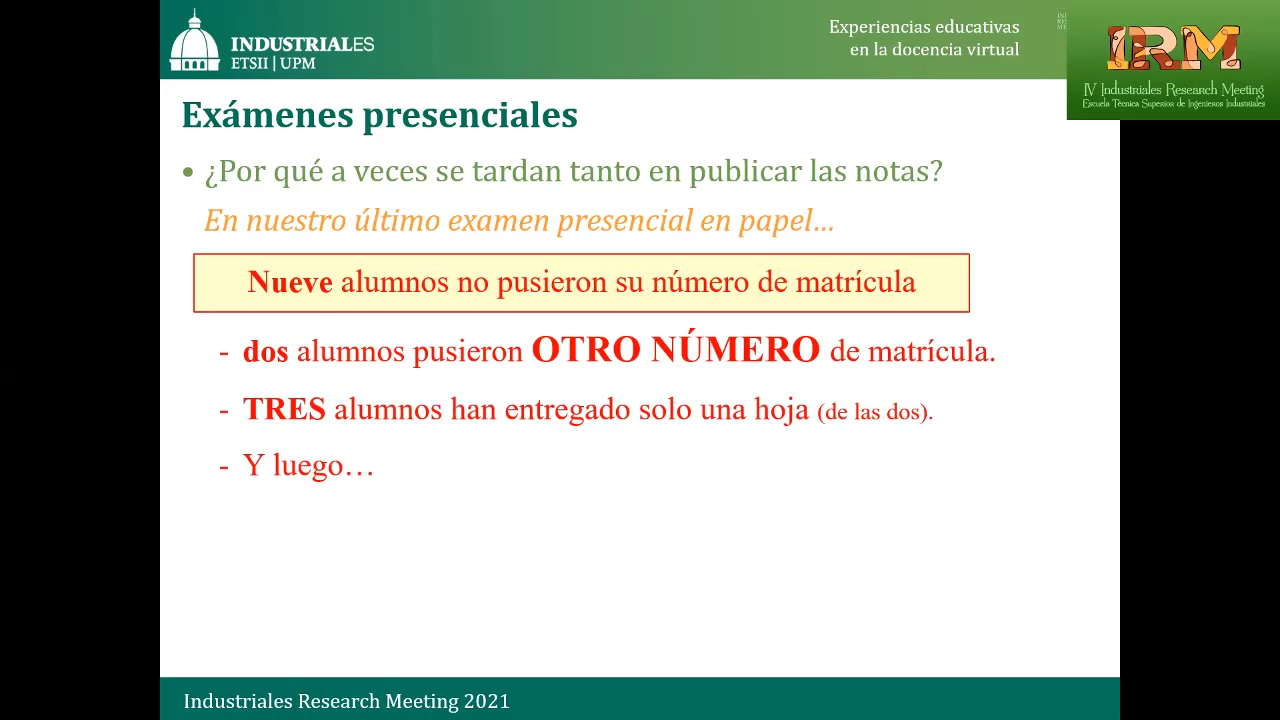 INDUSTRIALES
ETSII | UPM
Experiencias educativas
en la docencia virtual
IRM
IV Industriales Research Meeting
Escuela Técnica Superior de Ingenieros Industriales
Exámenes presenciales
• ¿Por qué a veces se tardan tanto en publicar las notas?
En nuestro último examen presencial en papel...
Nueve alumnos no pusieron su número de matrícula
- dos alumnos pusieron OTRO NÚMERO de matrícula.
- TRES alumnos han entregado solo una hoja (de las dos).
- Y luego…
Industriales Research Meeting 2021